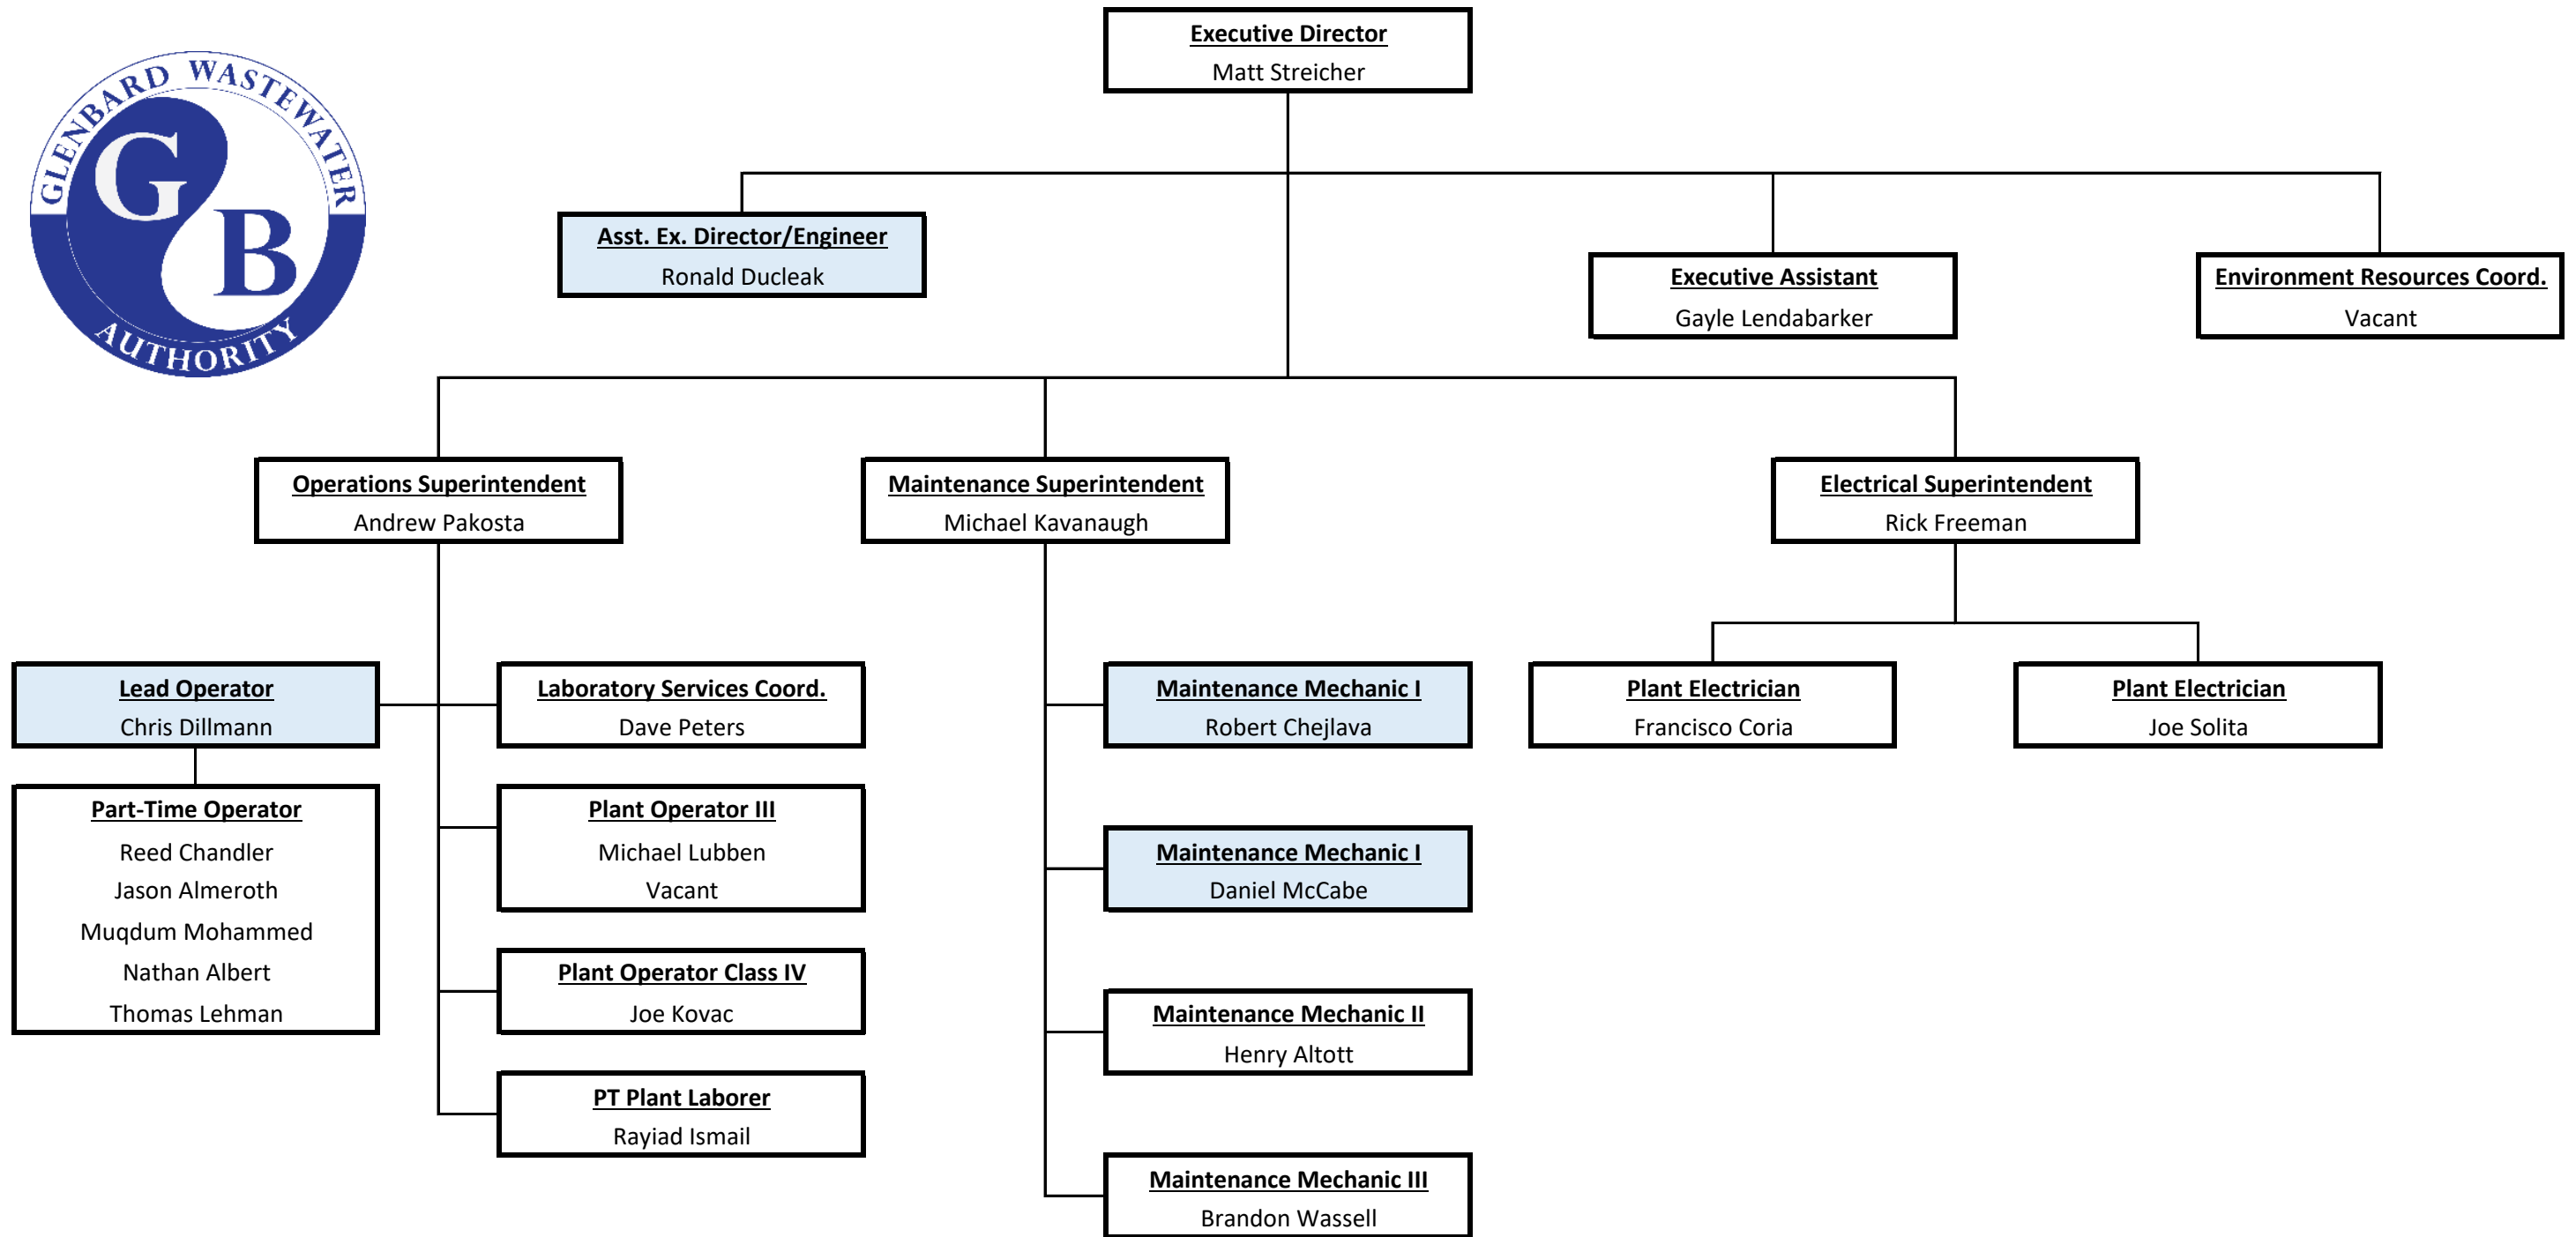 Executive Director
Matt Streicher
GLENBARD WASTEWATER
G
B
AUTHORITY
Asst. Ex. Director/Engineer
Ronald Ducleak
Executive Assistant
Gayle Lendabarker
Environment Resources Coord.
Vacant
Operations Superintendent
Andrew Pakosta
Maintenance Superintendent
Michael Kavanaugh
Electrical Superintendent
Rick Freeman
Lead Operator
Chris Dillmann
Laboratory Services Coord.
Dave Peters
Maintenance Mechanic I
Robert Chejlava
Plant Electrician
Francisco Coria
Plant Electrician
Joe Solita
Part-Time Operator
Reed Chandler
Jason Almeroth
Muqdum Mohammed
Nathan Albert
Thomas Lehman
Plant Operator III
Michael Lubben
Vacant
Maintenance Mechanic I
Daniel McCabe
Plant Operator Class IV
Joe Kovac
Maintenance Mechanic II
Henry Altott
PT Plant Laborer
Rayiad Ismail
Maintenance Mechanic III
Brandon Wassell